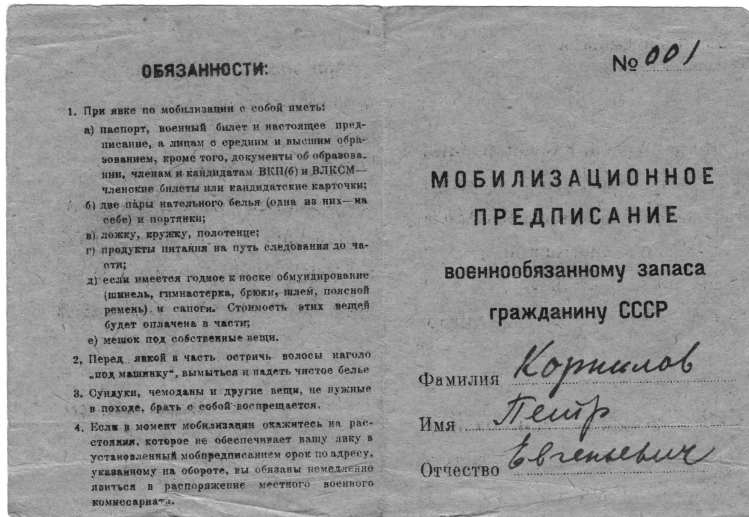 ОБЯЗАННОСТИ:
1. При явке по мобилизации с собой иметь:
а) паспорт, военный билет и настоящее пред-
писание, а лицам с средним и высшим обра-
зованием, кроме того, документы об образова-
нии, членам и кандидатам ВКП(б) и ВЛКСМ—
членские билеты или кандидатские карточки;
б) две пары нательного белья (одна из них—на
себе) и портянки;
в) ложку, кружку, полотенце;
г) продукты питания на путь следования до ча-
сти;
д) если имеется годное к носке обмундирование
(шинель, гимнастерка, брюки, шлем, поясной
ремень) и сапоги. Стоимость этих вещей
будет оплачена в части;
е) мешок под собственные вещи.
2. Перед явкой в часть остричь волосы наголо
„под машинку", вымыться и надеть чистое белье
3. Сундуки, чемоданы и другие вещи, не нужные
в походе, брать с собой воспрещается.
4. Если в момент мобилизации окажитесь на рас-
стоянии, которое не обеспечивает вашу явку в
установленный мобпредписанием срок по адресу,
указанному на обороте, вы обязаны немедленно
явиться в распоряжение местного военного
комиссариата.
№ 001
МОБИЛИЗАЦИОННОЕ
ПРЕДПИСАНИЕ
военнообязанному запаса
гражданину СССР
Фамилия Корнилов
Имя Петр
Отчество Евгеньевич